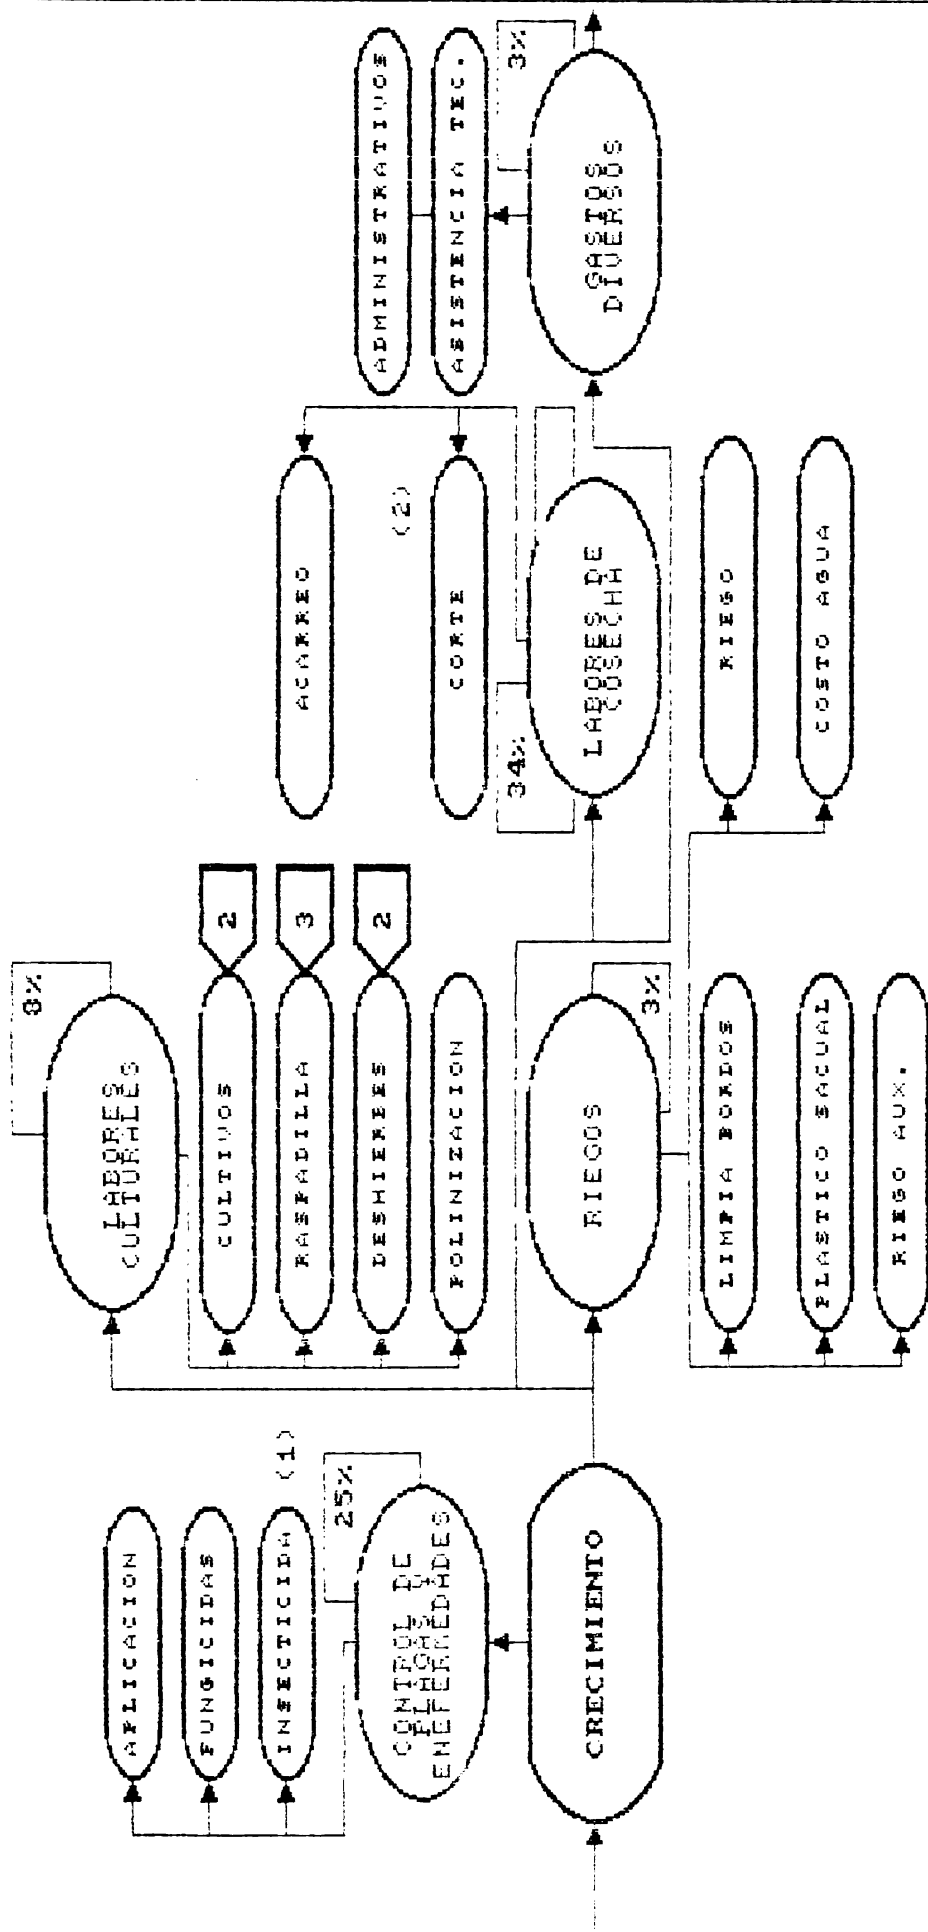 APLICACION
FUNGICIDAS
INSECTICIDA
(1)
25%
CONTROL DE
PLAGAS Y
ENEFERMEDADES
CRECIMIENTO
8%
LABORES
CULTURALES
CULTIVOS
2
RASPADILLA
3
DESHIERBES
2
POLINIZACION
RIEGOS
3%
LIMPIA BORDOS
PLASTICO SACUAL
RIEGO AUX.
ACARREO
(2)
CORTE
34%
LABORES DE
COSECHA
RIEGO
COSTO AGUA
ADMINISTRATIVOS
ASISTENCIA TEC.
3%
GASTOS
DIVERSOS